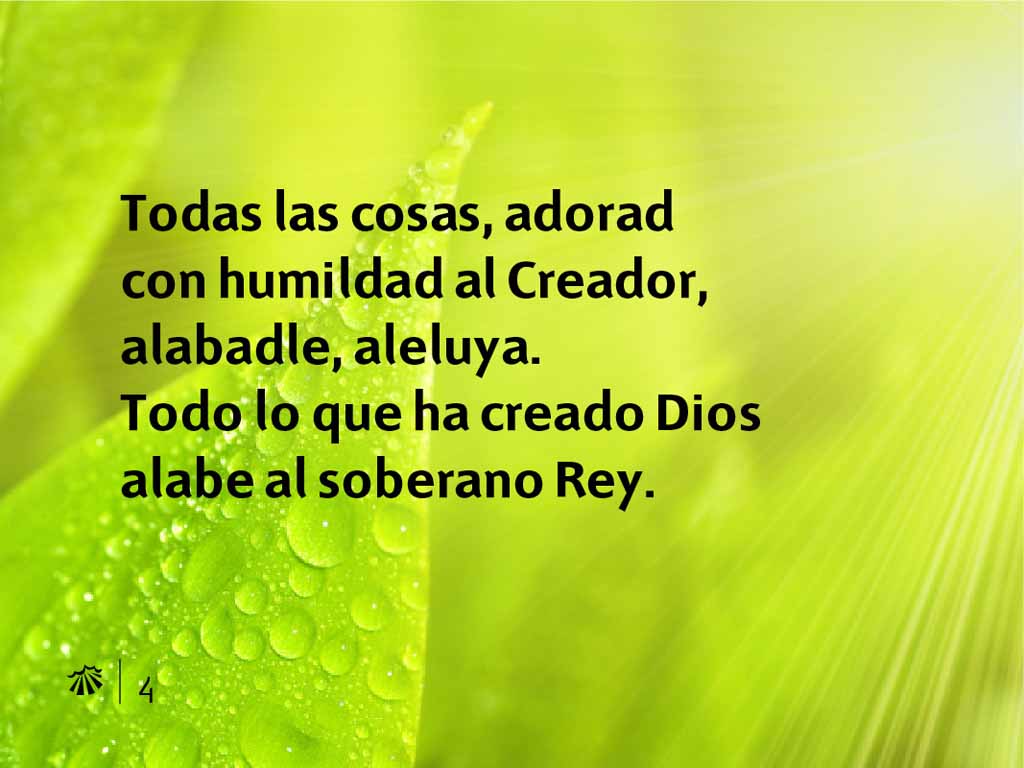 Todas las cosas, adorad
con humildad al Creador,
alabadle, aleluya.
Todo lo que ha creado Dios
alabe al soberano Rey.
4